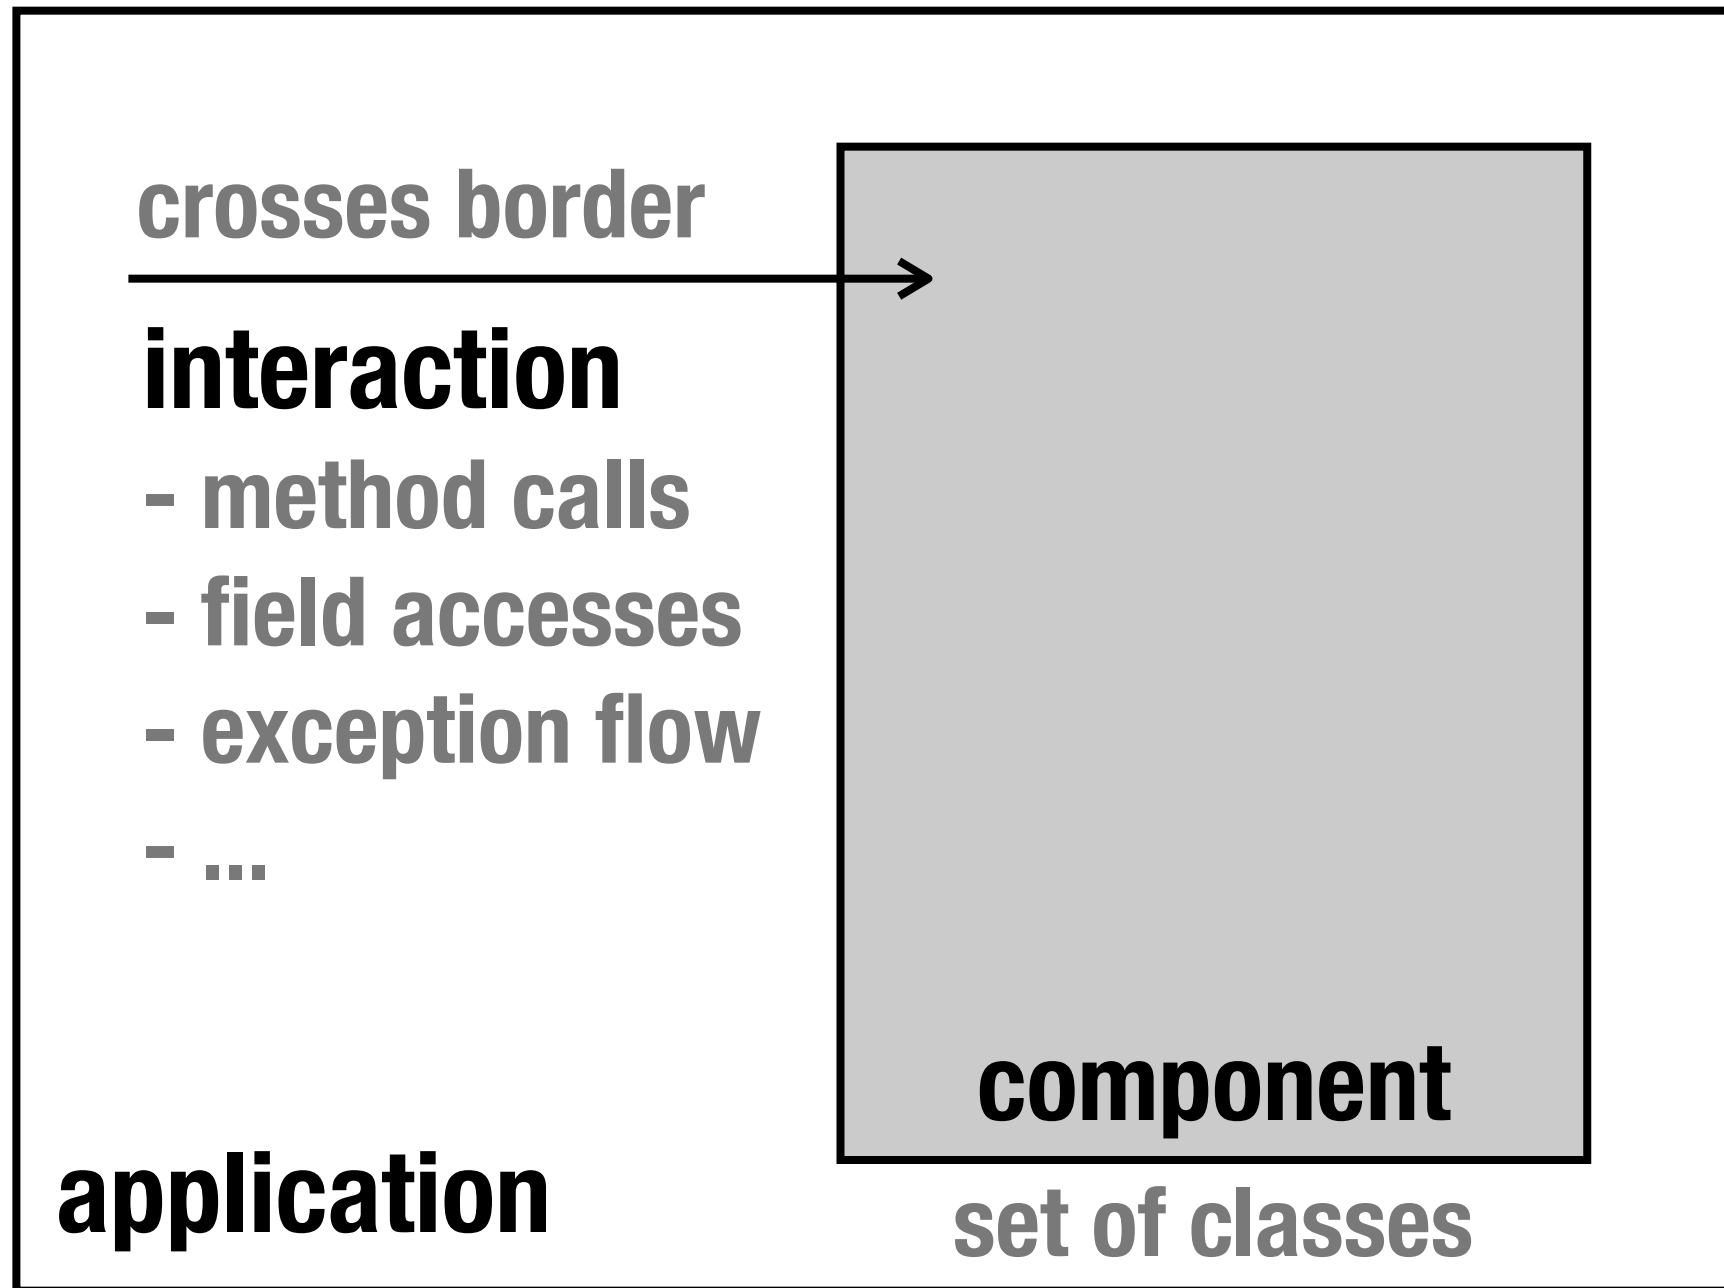 crosses border
interaction
- method calls
- field accesses
- exception flow
- ...
component
application
set of classes